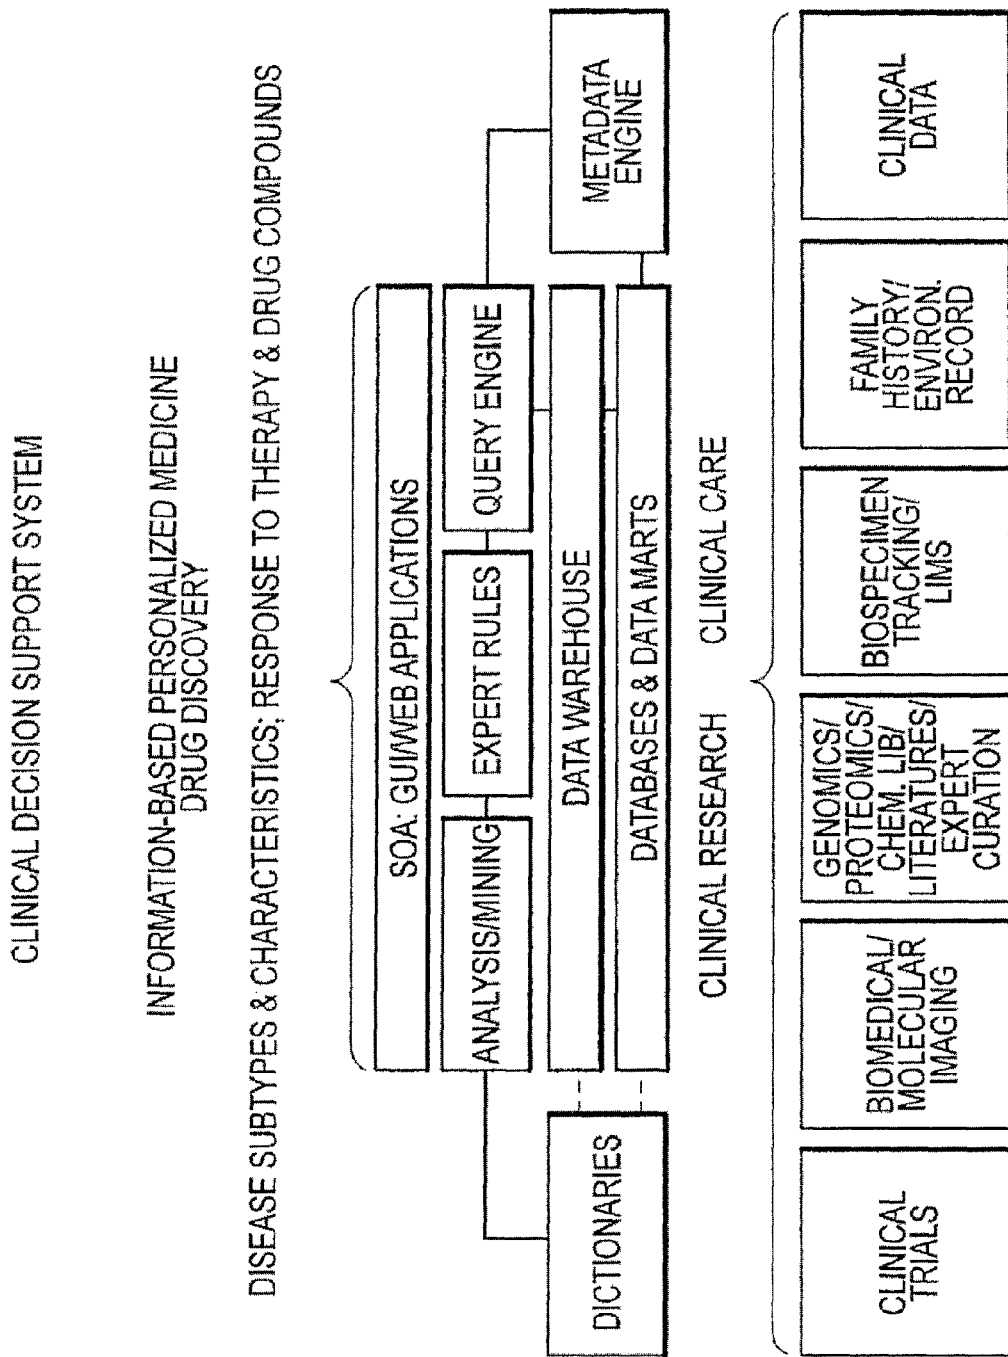 CLINICAL DECISION SUPPORT SYSTEM
INFORMATION-BASED PERSONALIZED MEDICINE
DRUG DISCOVERY
DISEASE SUBTYPES & CHARACTERISTICS; RESPONSE TO THERAPY & DRUG COMPOUNDS
SOA: GUI/WEB APPLICATIONS
ANALYSIS/MINING
EXPERT RULES
QUERY ENGINE
DICTIONARIES
DATA WAREHOUSE
METADATA
ENGINE
DATABASES & DATA MARTS
CLINICAL RESEARCH
CLINICAL CARE
CLINICAL
TRIALS
BIOMEDICAL/
MOLECULAR
IMAGING
GENOMICS/
PROTEOMICS/
CHEM. LIB/
LITERATURES/
EXPERT
CURATION
BIOSPECIMEN
TRACKING/
LIMS
FAMILY
HISTORY/
ENVIRON.
RECORD
CLINICAL
DATA